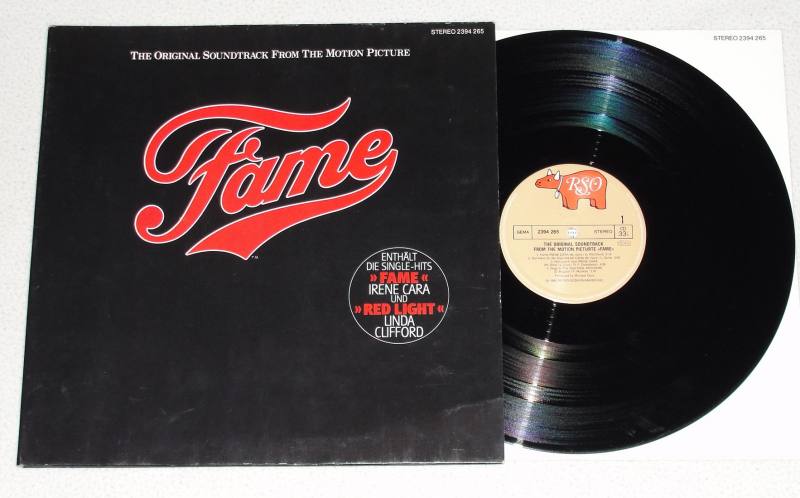 STEREO 2394 265
THE ORIGINAL SOUNDTRACK FROM THE MOTION PICTURE
Fame
T.M.
ENTHÄLT
DIE SINGLE-HITS
»FAME«
IRENE CARA
UND
»RED LIGHT«
LINDA
CLIFFORD
STEREO 2394 265
RSO
GEMA
2394 265
STEREO
1
33
THE ORIGINAL SOUNDTRACK
FROM THE MOTION PICTURE »FAME«